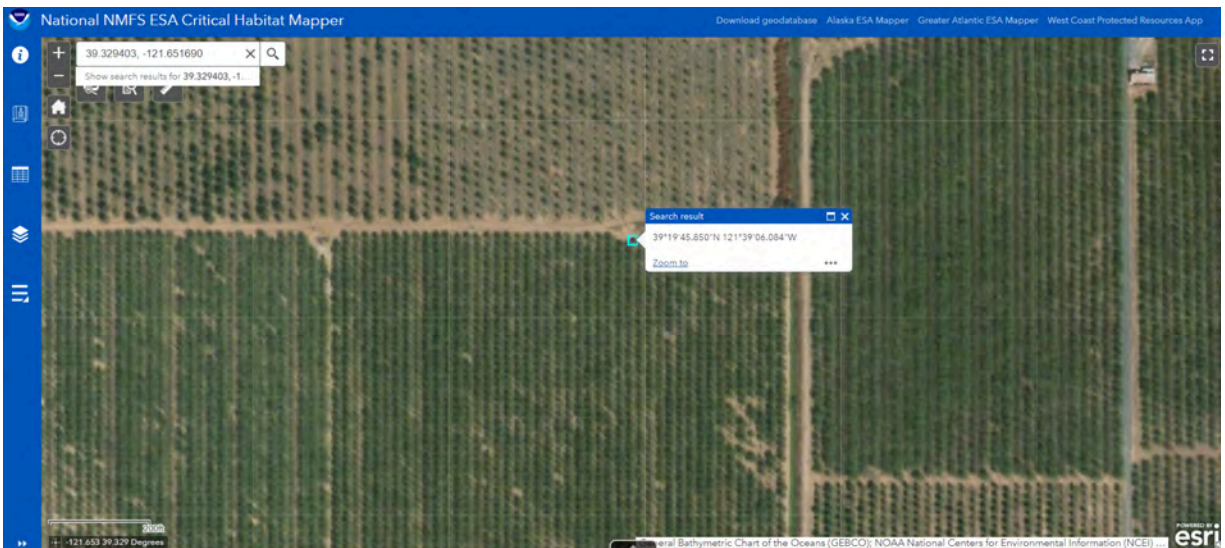 National NMFS ESA Critical Habitat Mapper
Download geodatabase Alaska ESA Mapper Greater Atlantic ESA Mapper West Coast Protected Resources App
39.329403, -121.651690
Show search results for 39.329403, -1...
Search result
39°19'45.850"N 121°39'06.084"W
Zoom to
200ft
-121.653 39.329 Degrees
eral Bathymetric Chart of the Oceans (GEBCO); NOAA National Centers for Environmental Information (NCEI) ...
POWERED BY
esri